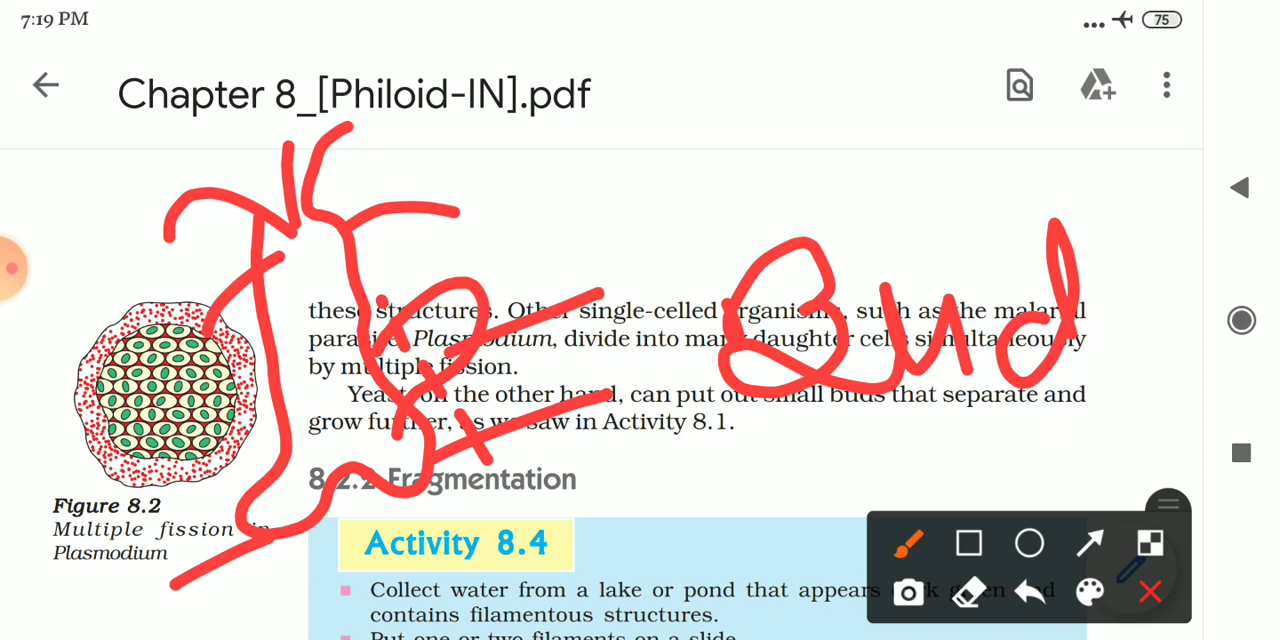 7:19 PM
75
Chapter 8_[Philoid-IN].pdf
Bud
these structures. Other single-celled organisms, such as the malarial
parasite, Plasmodium, divide into many daughter cells simultaneously
by multiple fission.
Yeast, on the other hand, can put out small buds that separate and
grow further, as we saw in Activity 8.1.
8.2.2 Fragmentation
Figure 8.2
Multiple fission in
Plasmodium
Activity 8.4
Collect water from a lake or pond that appears dark green and
contains filamentous structures.
Put one or two filaments on a slide.